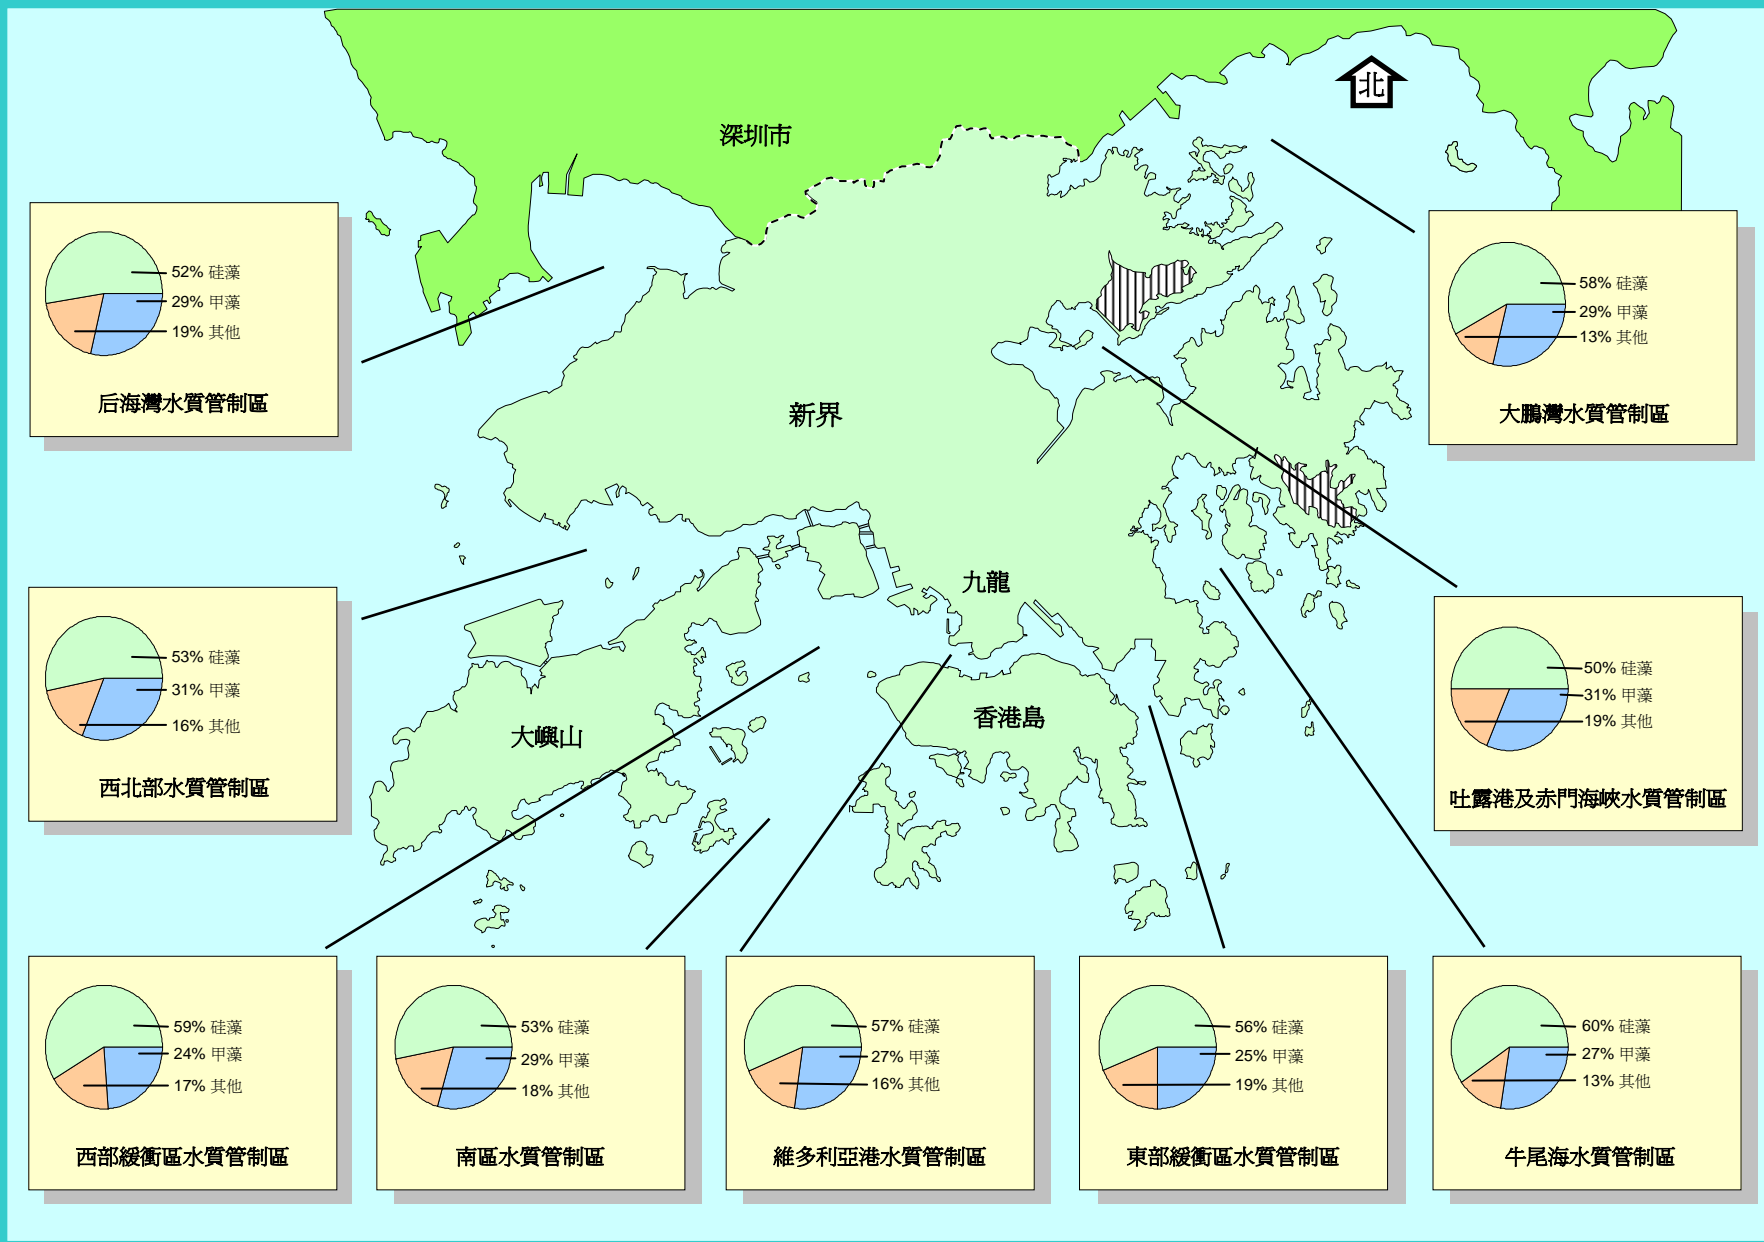 北
深圳市
52% 硅藻
29% 甲藻
19% 其他
后海灣水質管制區
58% 硅藻
29% 甲藻
13% 其他
大鵬灣水質管制區
新界
九龍
53% 硅藻
31% 甲藻
16% 其他
西北部水質管制區
50% 硅藻
31% 甲藻
19% 其他
吐露港及赤門海峽水質管制區
大嶼山
香港島
59% 硅藻
24% 甲藻
17% 其他
西部緩衝區水質管制區
53% 硅藻
29% 甲藻
18% 其他
南區水質管制區
57% 硅藻
27% 甲藻
16% 其他
維多利亞港水質管制區
56% 硅藻
25% 甲藻
19% 其他
東部緩衝區水質管制區
60% 硅藻
27% 甲藻
13% 其他
牛尾海水質管制區